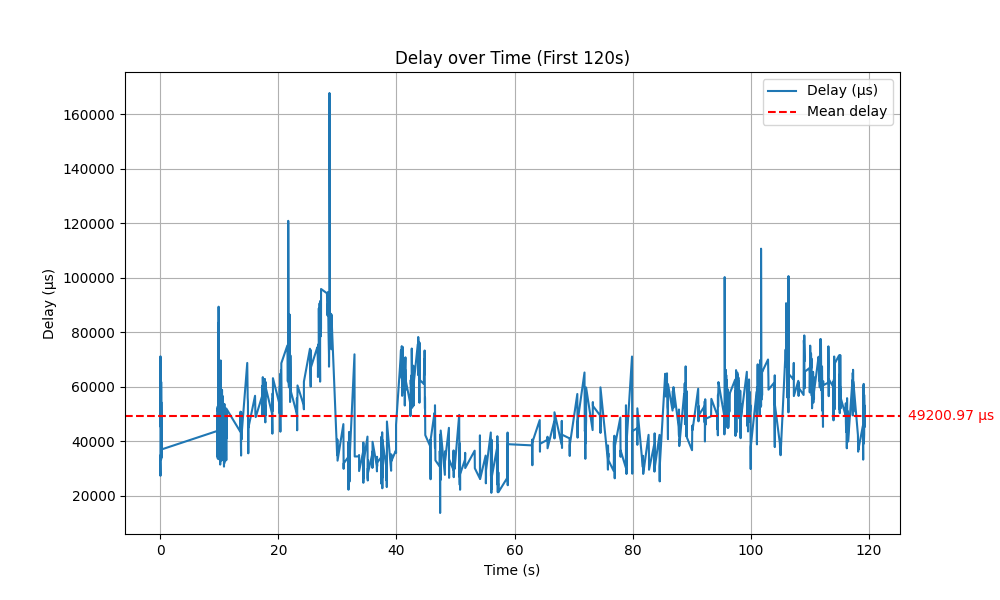 Delay over Time (First 120s)
Delay (µs)
Mean delay
160000
140000
120000
100000
80000
60000
40000
20000
Delay (µs)
49200.97 µs
0 20 40 60 80 100 120
Time (s)